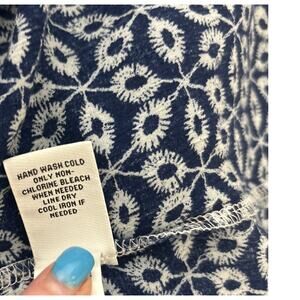 HAND WASH COLD
ONLY NON-
CHLORINE BLEACH
WHEN NEEDED
LINE DRY
COOL IRON IF
NEEDED